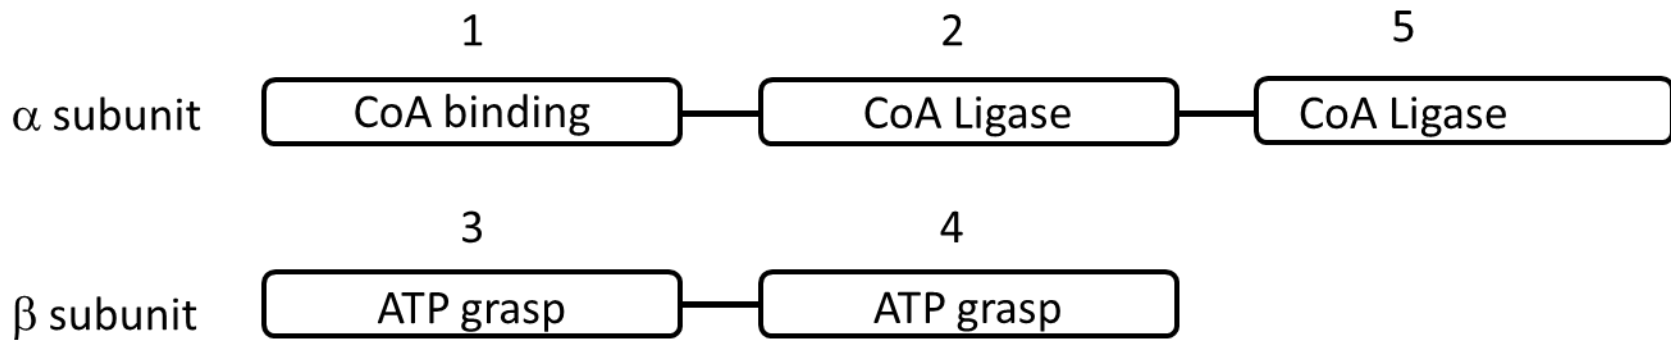 1 2 5
α subunit CoA binding CoA Ligase CoA Ligase
3 4
β subunit ATP grasp ATP grasp